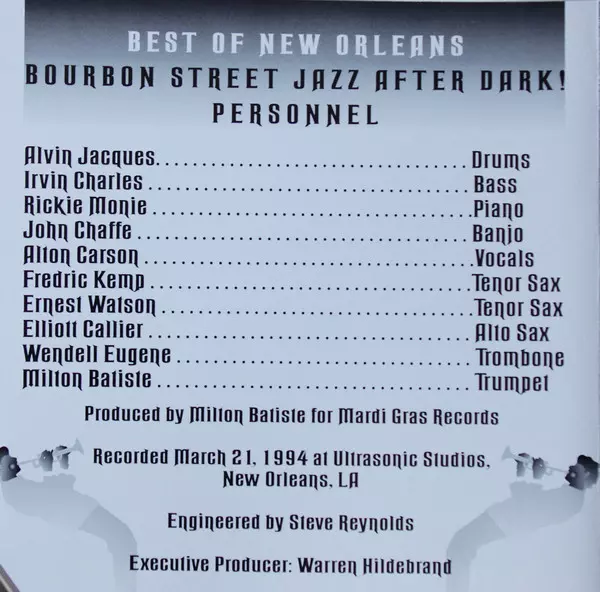 BEST OF NEW ORLEANS
BOURBON STREET JAZZ AFTER DARK!
PERSONNEL
Alvin Jacques. . . . . . . . . . . . . . . . . . . . . . . . . . . . . . . . . . Drums
Irvin Charles . . . . . . . . . . . . . . . . . . . . . . . . . . . . . . . . . . . Bass
Rickie Monie . . . . . . . . . . . . . . . . . . . . . . . . . . . . . . . . . . .Piano
John Chaffe. . . . . . . . . . . . . . . . . . . . . . . . . . . . . . . . . . . . Banjo
Alton Carson . . . . . . . . . . . . . . . . . . . . . . . . . . . . . . . . . . . Vocals
Fredric Kemp . . . . . . . . . . . . . . . . . . . . . . . . . . . . . . . . . . . Tenor Sax
Ernest Watson . . . . . . . . . . . . . . . . . . . . . . . . . . . . . . . . . . Tenor Sax
Elliott Callier . . . . . . . . . . . . . . . . . . . . . . . . . . . . . . . . . . . Alto Sax
Wendell Eugene . . . . . . . . . . . . . . . . . . . . . . . . . . . . . . . . Trombone
Milton Batiste . . . . . . . . . . . . . . . . . . . . . . . . . . . . . . . . . . Trumpet
Produced by Milton Batiste for Mardi Gras Records
Recorded March 21, 1994 at Ultrasonic Studios,
New Orleans, LA
Engineered by Steve Reynolds
Executive Producer: Warren Hildebrand